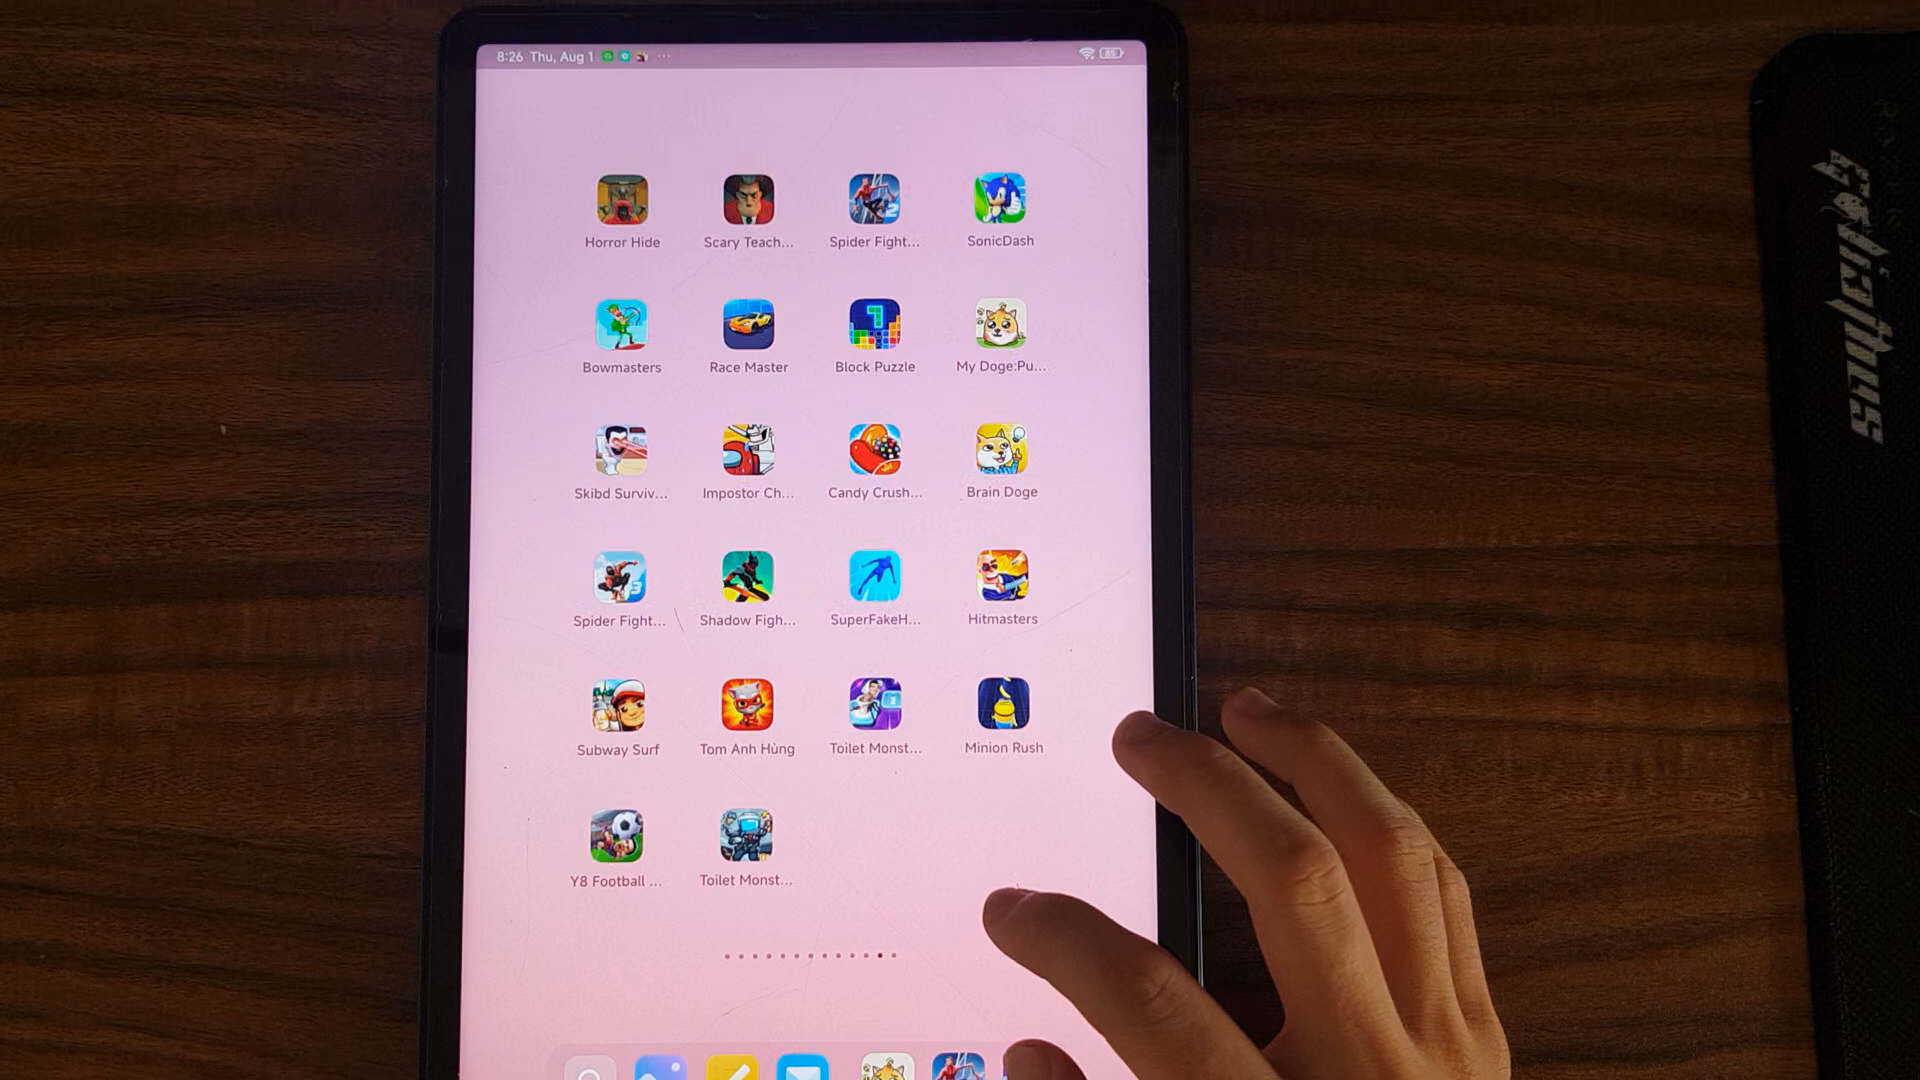 8:26 Thu, Aug 1
85
Horror Hide
Scary Teach...
Spider Fight...
SonicDash
Bowmasters
Race Master
Block Puzzle
My Doge:Pu...
Skibd Surviv...
Impostor Ch...
Candy Crush...
Brain Doge
Spider Fight...
Shadow Figh...
SuperFakeH...
Hitmasters
Subway Surf
Tom Anh Hùng
Toilet Monst...
Minion Rush
Y8 Football ...
Toilet Monst...